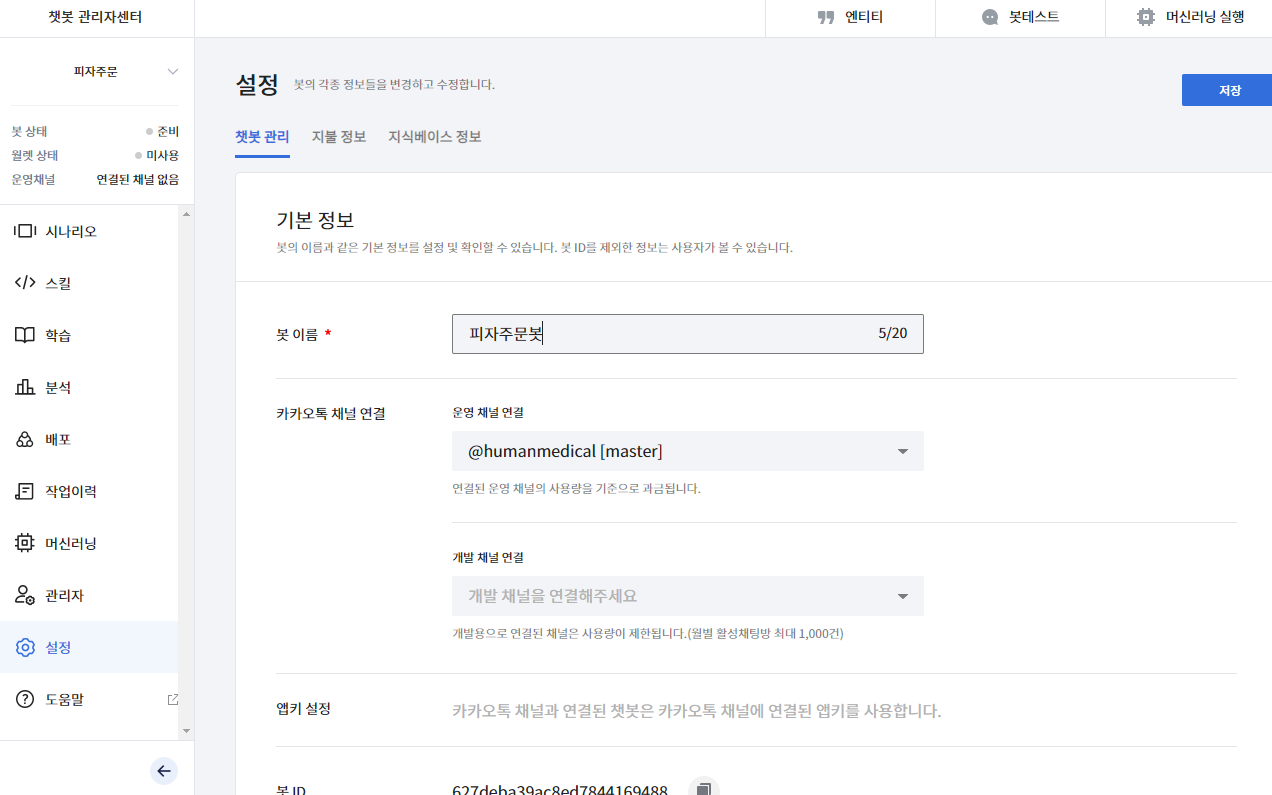 챗봇 관리자센터
엔티티
봇테스트
머신러닝 실행
피자주문
봇 상태
준비
월렛 상태
미사용
운영채널
연결된 채널 없음
시나리오
스킬
학습
분석
배포
작업이력
머신러닝
관리자
설정
도움말
설정
봇의 각종 정보들을 변경하고 수정합니다.
저장
챗봇 관리
지불 정보
지식베이스 정보
기본 정보
봇의 이름과 같은 기본 정보를 설정 및 확인할 수 있습니다. 봇 ID를 제외한 정보는 사용자가 볼 수 있습니다.
봇 이름 *
피자주문봇
5/20
카카오톡 채널 연결
운영 채널 연결
@humanmedical [master]
연결된 운영 채널의 사용량을 기준으로 과금됩니다.
개발 채널 연결
개발 채널을 연결해주세요
개발용으로 연결된 채널은 사용량이 제한됩니다.(월별 활성채팅방 최대 1,000건)
앱키 설정
카카오톡 채널과 연결된 챗봇은 카카오톡 채널에 연결된 앱키를 사용합니다.
봇 ID
627deba39ac8ed7844169488